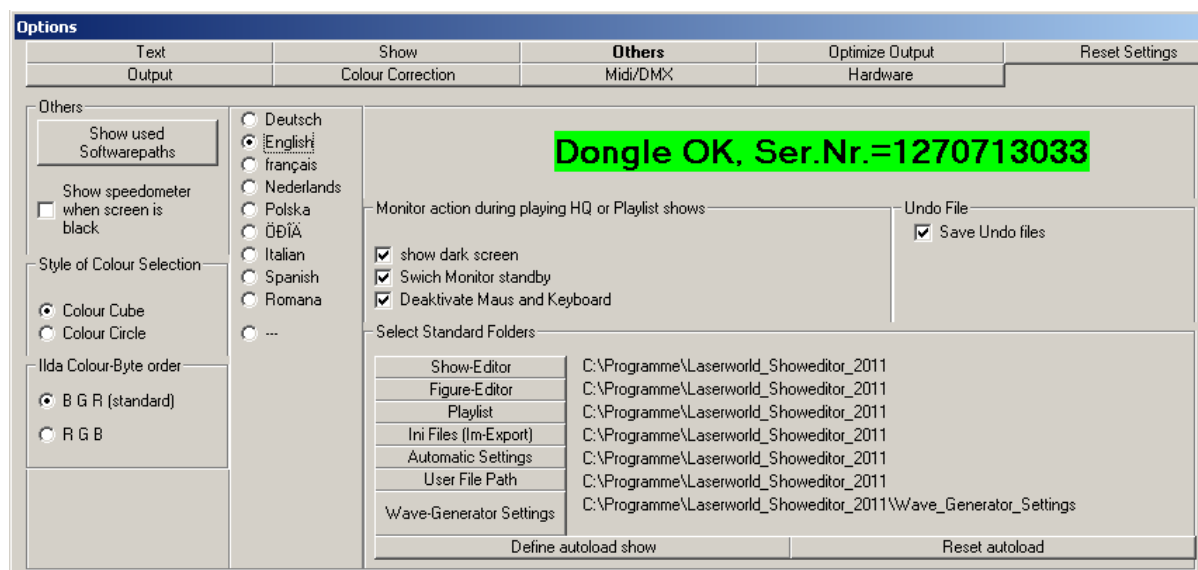 Options
Text
Show
Others
Optimize Output
Reset Settings
Output
Colour Correction
Midi/DMX
Hardware
Others
Show used
Softwarepaths
Show speedometer
when screen is
black
Style of Colour Selection
Colour Cube
Colour Circle
Ilda Colour-Byte order
B G R (standard)
R G B
Deutsch
English
français
Nederlands
Polska
ÖÐÎÄ
Italian
Spanish
Romana
---
Dongle OK, Ser.Nr.=1270713033
Monitor action during playing HQ or Playlist shows
show dark screen
Swich Monitor standby
Deaktivate Maus and Keyboard
Undo File
Save Undo files
Select Standard Folders
Show-Editor C:\Programme\Laserworld_Showeditor_2011
Figure-Editor C:\Programme\Laserworld_Showeditor_2011
Playlist C:\Programme\Laserworld_Showeditor_2011
Ini Files (Im-Export) C:\Programme\Laserworld_Showeditor_2011
Automatic Settings C:\Programme\Laserworld_Showeditor_2011
User File Path C:\Programme\Laserworld_Showeditor_2011
Wave-Generator Settings C:\Programme\Laserworld_Showeditor_2011\Wave_Generator_Settings
Define autoload show
Reset autoload